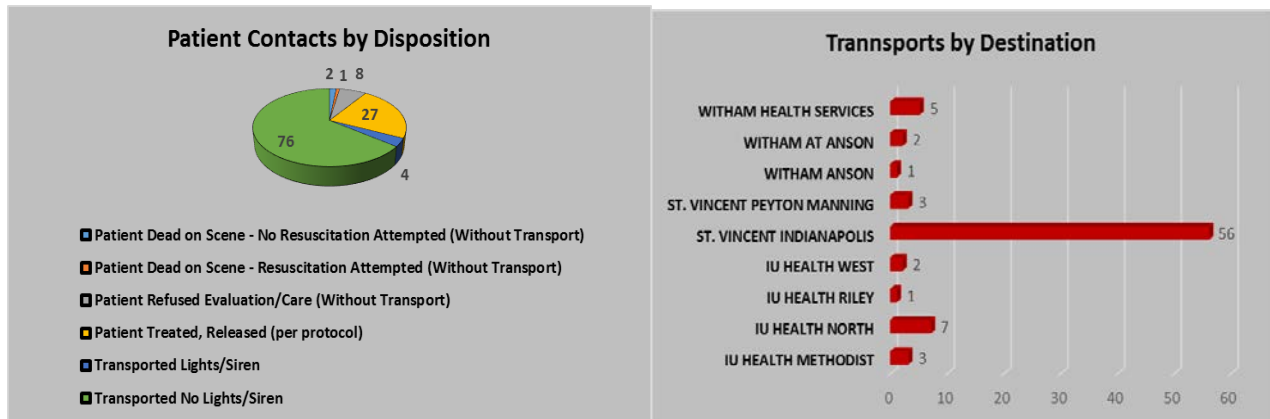 Patient Contacts by Disposition
2 1 8
27
76
4
Patient Dead on Scene - No Resuscitation Attempted (Without Transport)
Patient Dead on Scene - Resuscitation Attempted (Without Transport)
Patient Refused Evaluation/Care (Without Transport)
Patient Treated, Released (per protocol)
Transported Lights/Siren
Transported No Lights/Siren
Trannsports by Destination
WITHAM HEALTH SERVICES 5
WITHAM AT ANSON 2
WITHAM ANSON 1
ST. VINCENT PEYTON MANNING 3
ST. VINCENT INDIANAPOLIS 56
IU HEALTH WEST 2
IU HEALTH RILEY 1
IU HEALTH NORTH 7
IU HEALTH METHODIST 3
0 10 20 30 40 50 60